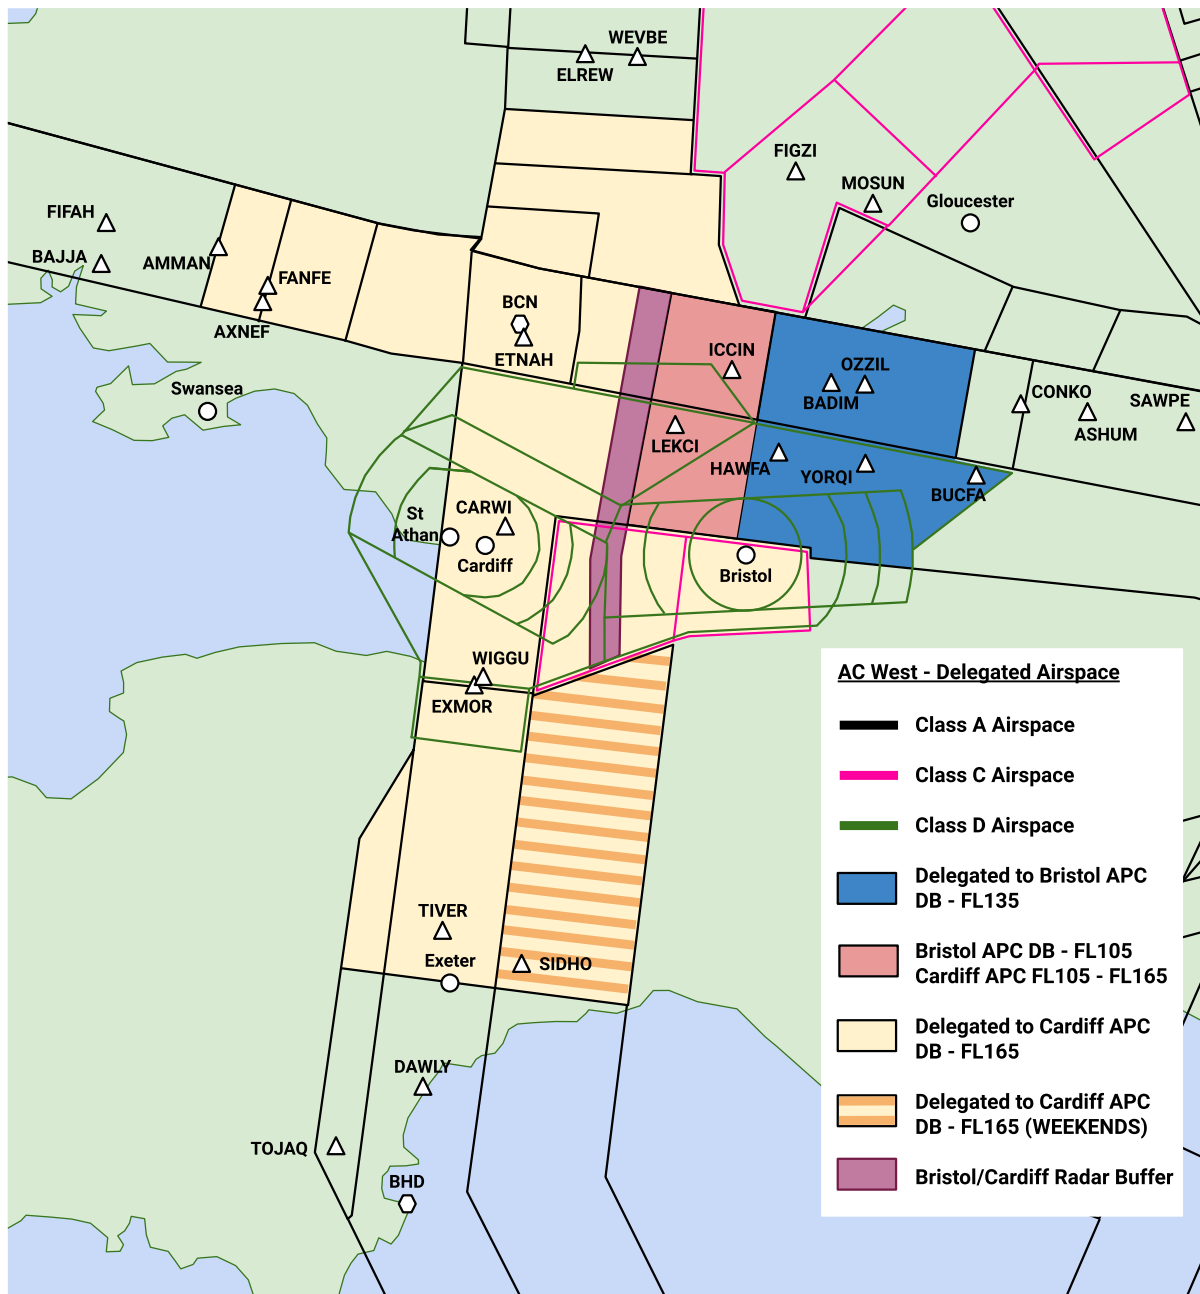 WEVBE
ELREW
FIGZI
MOSUN
Gloucester
FIFAH
BAJJA
AMMAN
FANFE
AXNEF
BCN
ETNAH
ICCIN
OZZIL
BADIM
Swansea
CONKO
SAWPE
ASHUM
LEKCI
HAWFA
YORQI
BUCFA
St
Athan
CARWI
Cardiff
Bristol
WIGGU
EXMOR
TIVER
Exeter
SIDHO
DAWLY
TOJAQ
BHD
AC West - Delegated Airspace
Class A Airspace
Class C Airspace
Class D Airspace
Delegated to Bristol APC
DB - FL135
Bristol APC DB - FL105
Cardiff APC FL105 - FL165
Delegated to Cardiff APC
DB - FL165
Delegated to Cardiff APC
DB - FL165 (WEEKENDS)
Bristol/Cardiff Radar Buffer